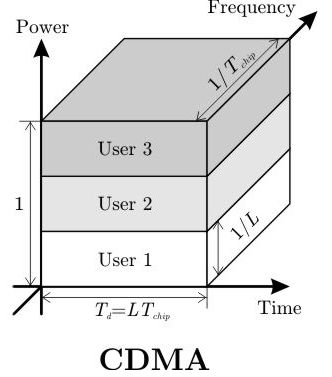 Frequency
Power
1/T_chip
User 3
User 2
1
1/L
User 1
T_d=LT_chip
Time
CDMA